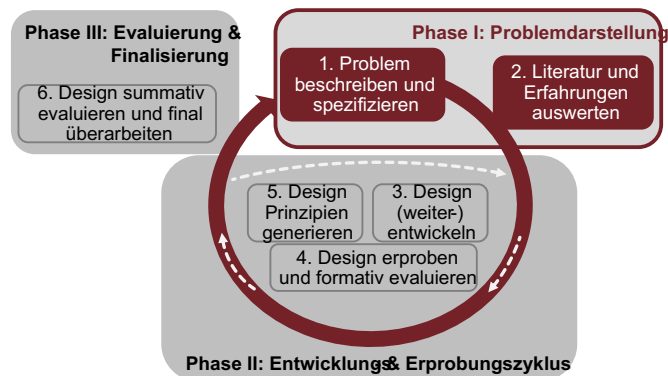 Phase III: Evaluierung &
Finalisierung
6. Design summativ
evaluieren und final
überarbeiten
Phase I: Problemdarstellung
1. Problem
beschreiben und
spezifizieren
2. Literatur und
Erfahrungen
auswerten
5. Design
Prinzipien
generieren
3. Design
(weiter-)
entwickeln
4. Design erproben
und formativ evaluieren
Phase II: Entwicklungs- & Erprobungszyklus